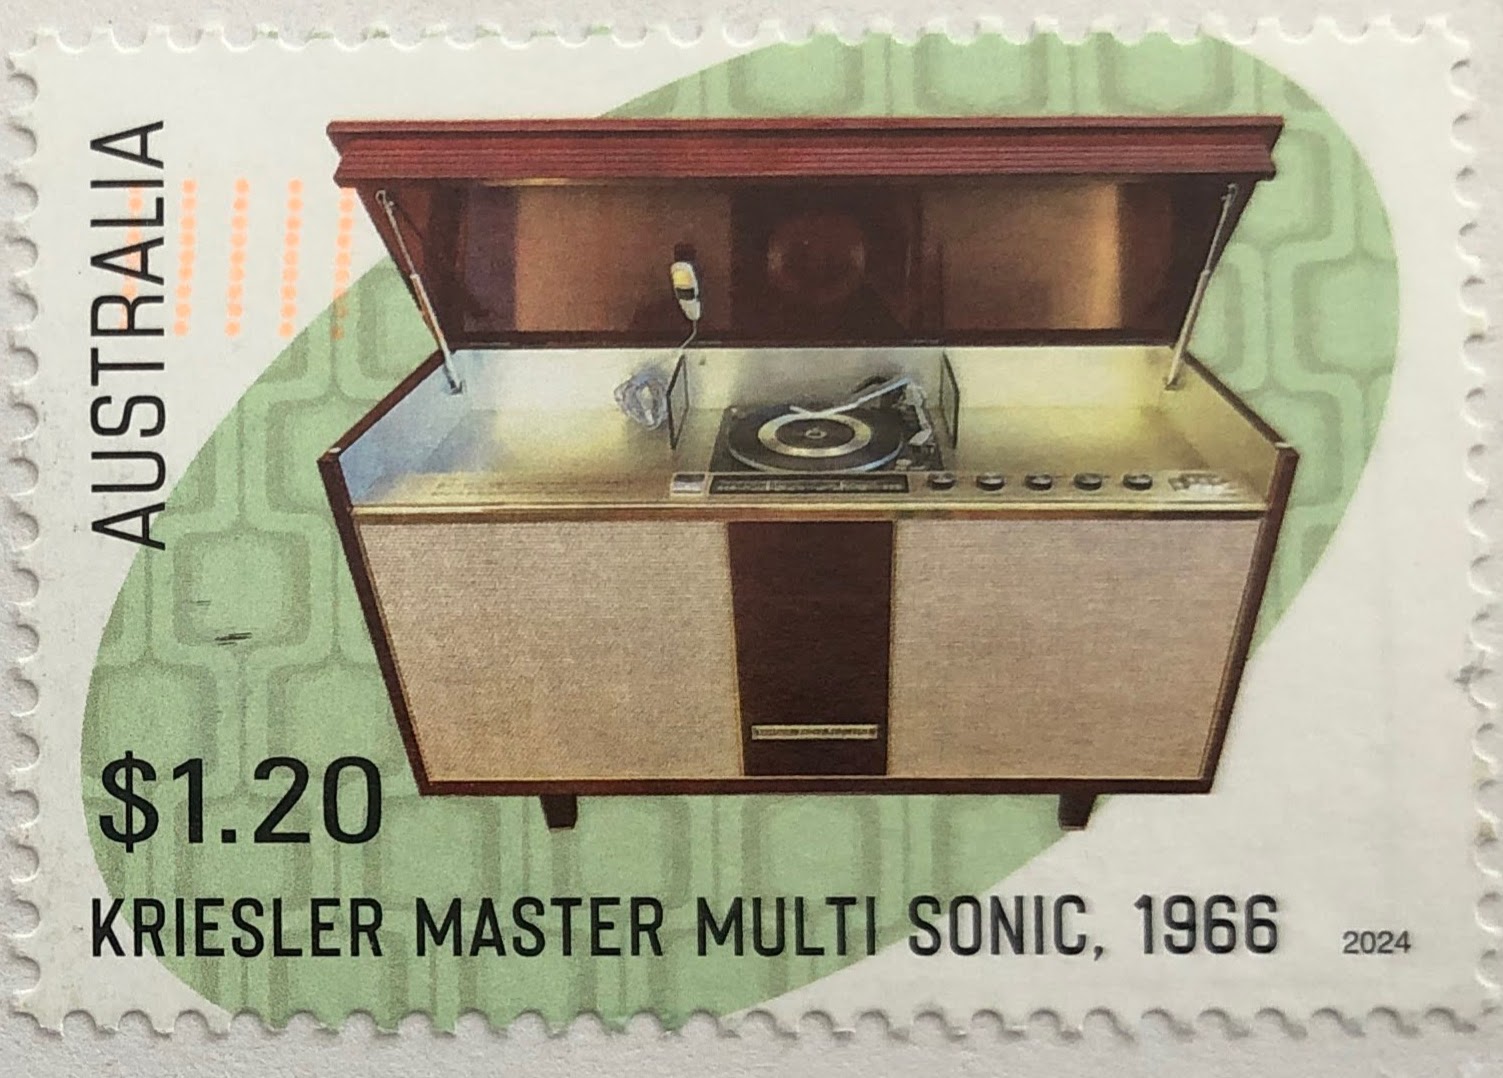 AUSTRALIA
$1.20
KRIESLER MASTER MULTI SONIC, 1966
2024